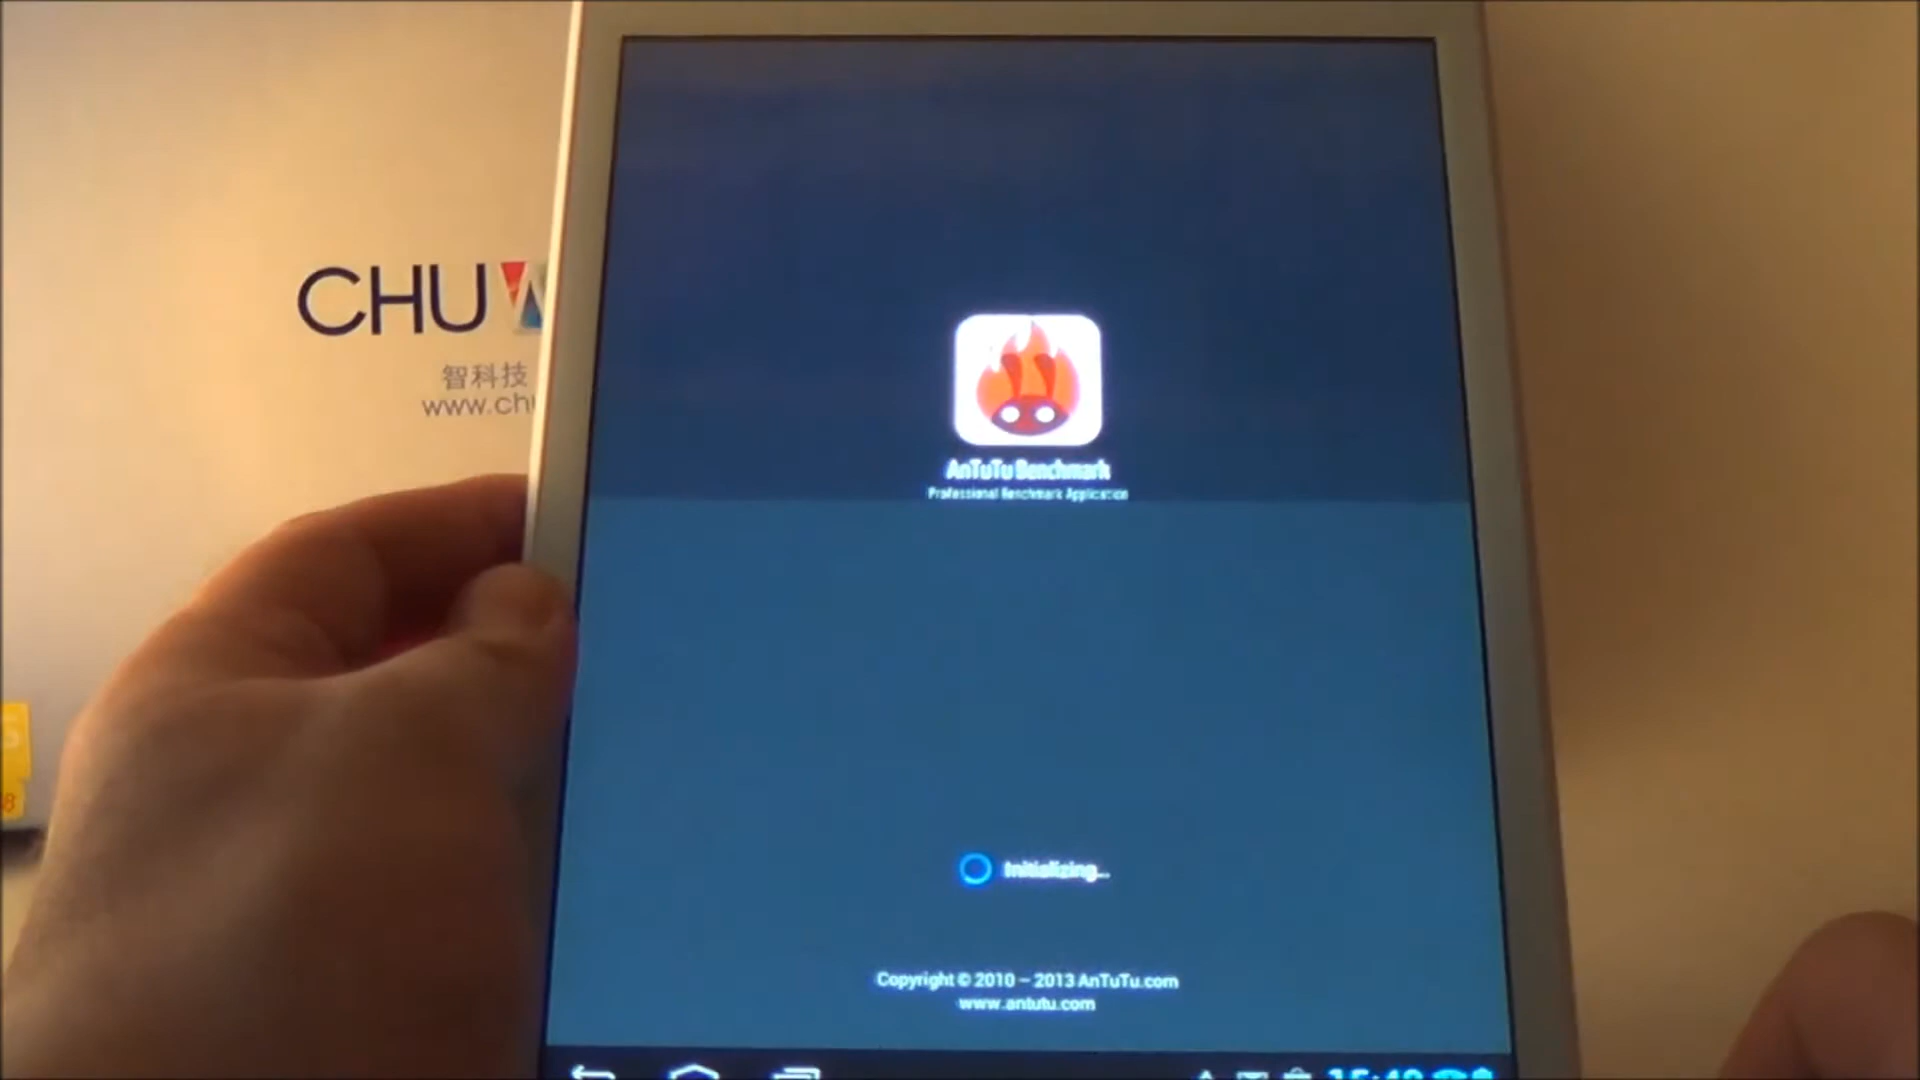 CHUW
智科技
www.chu
AnTuTu Benchmark
Professional Benchmark Application
Initializing...
Copyright © 2010 – 2013 AnTuTu.com
www.antutu.com